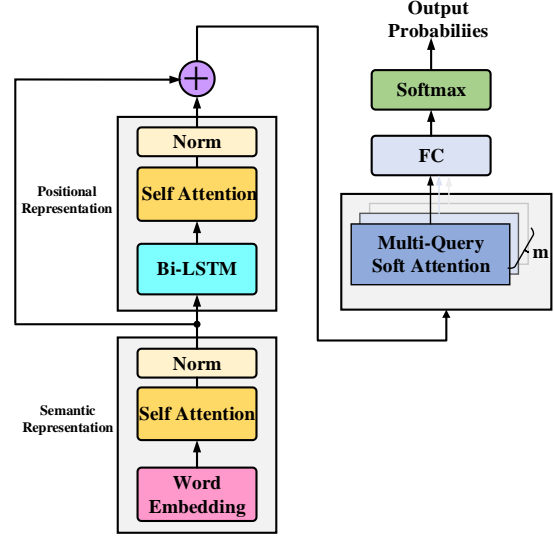 Output
Probabiliies
Softmax
FC
Multi-Query
Soft Attention
m
Norm
Self Attention
Bi-LSTM
Positional
Representation
Norm
Self Attention
Word
Embedding
Semantic
Representation